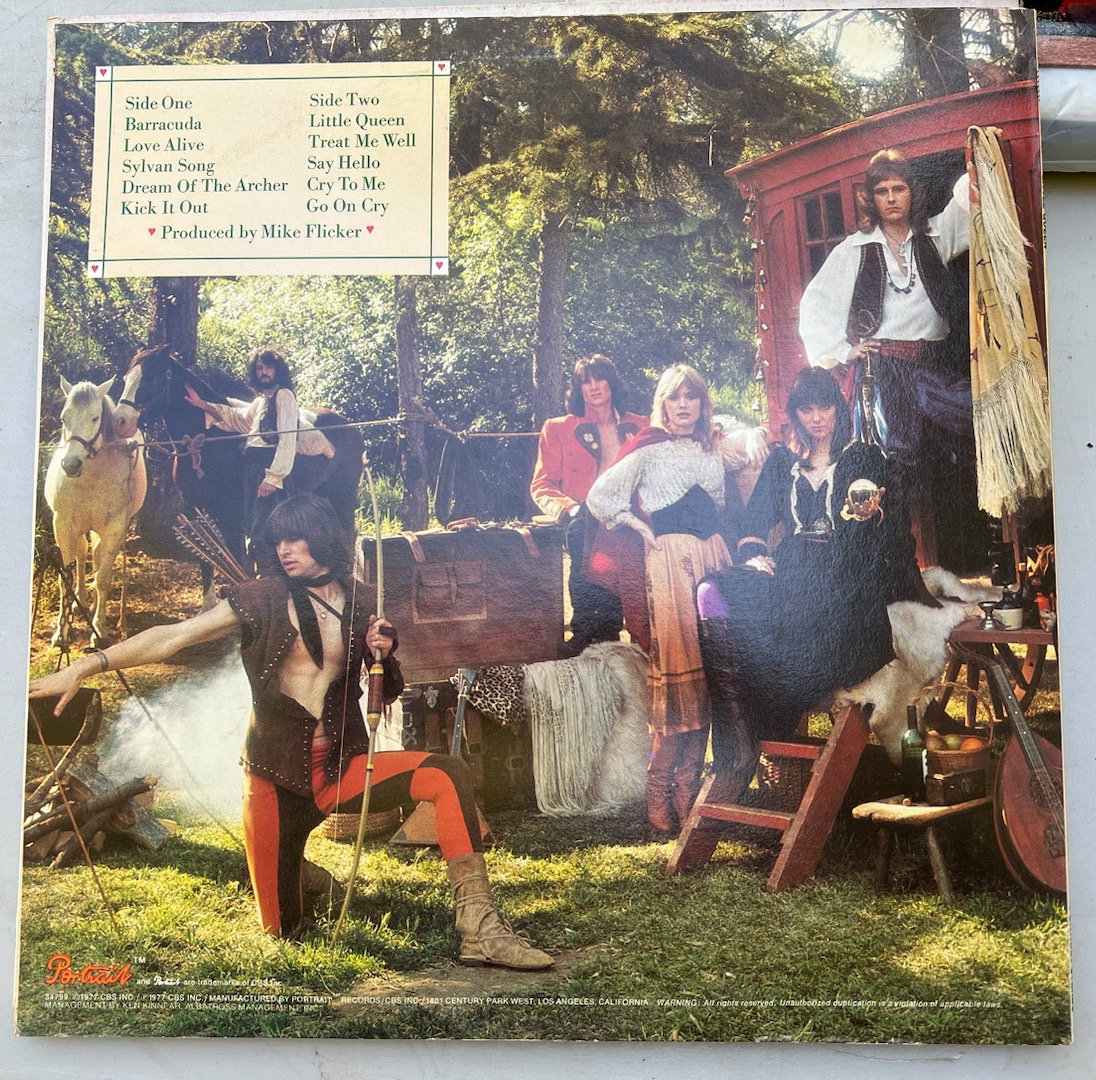 Side One
Barracuda
Love Alive
Sylvan Song
Dream Of The Archer
Kick It Out
Side Two
Little Queen
Treat Me Well
Say Hello
Cry To Me
Go On Cry
Produced by Mike Flicker
Portrait™ and Portrait are trademarks of CBS Inc.
34799 Ⓟ1977 CBS INC. / © 1977 CBS INC. / MANUFACTURED BY PORTRAIT RECORDS/CBS INC./1801 CENTURY PARK WEST, LOS ANGELES, CALIFORNIA WARNING: All rights reserved. Unauthorized duplication is a violation of applicable laws.
MANAGEMENT BY KEN KINNEAR, ALBATROSS MANAGEMENT INC.